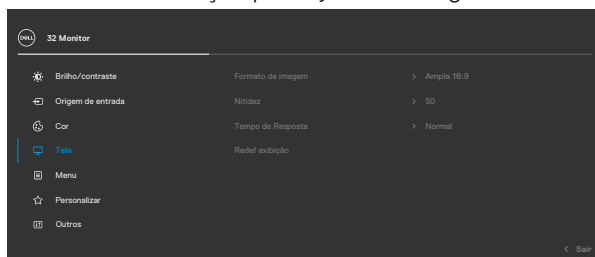 DELL 32 Monitor
Brilho/contraste Formato de imagem > Ampla 16:9
Origem de entrada Nitidez > 50
Cor Tempo de Resposta > Normal
Tela Redef exibição
Menu
Personalizar
Outros
< Sair